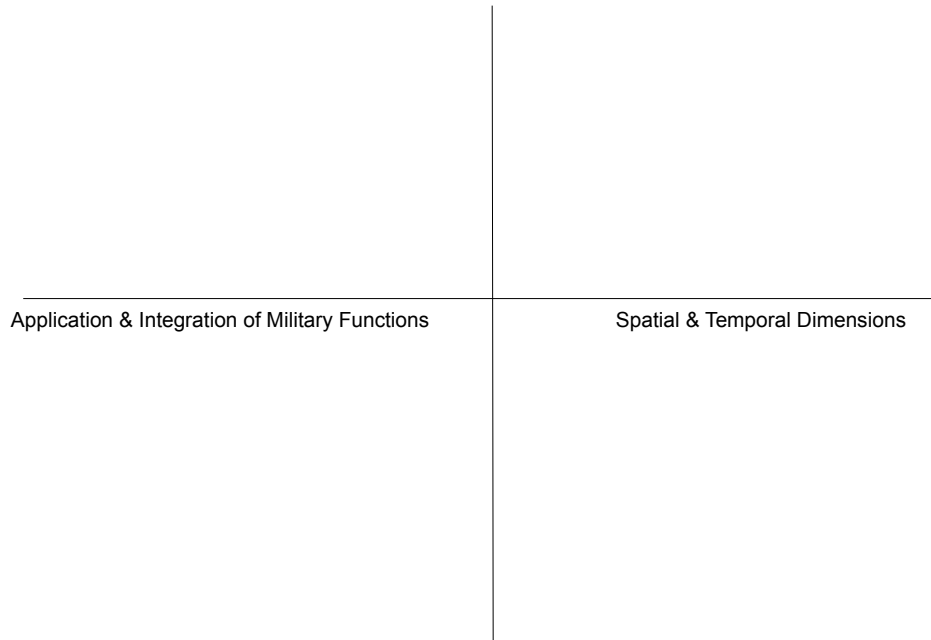 Application & Integration of Military Functions
Spatial & Temporal Dimensions